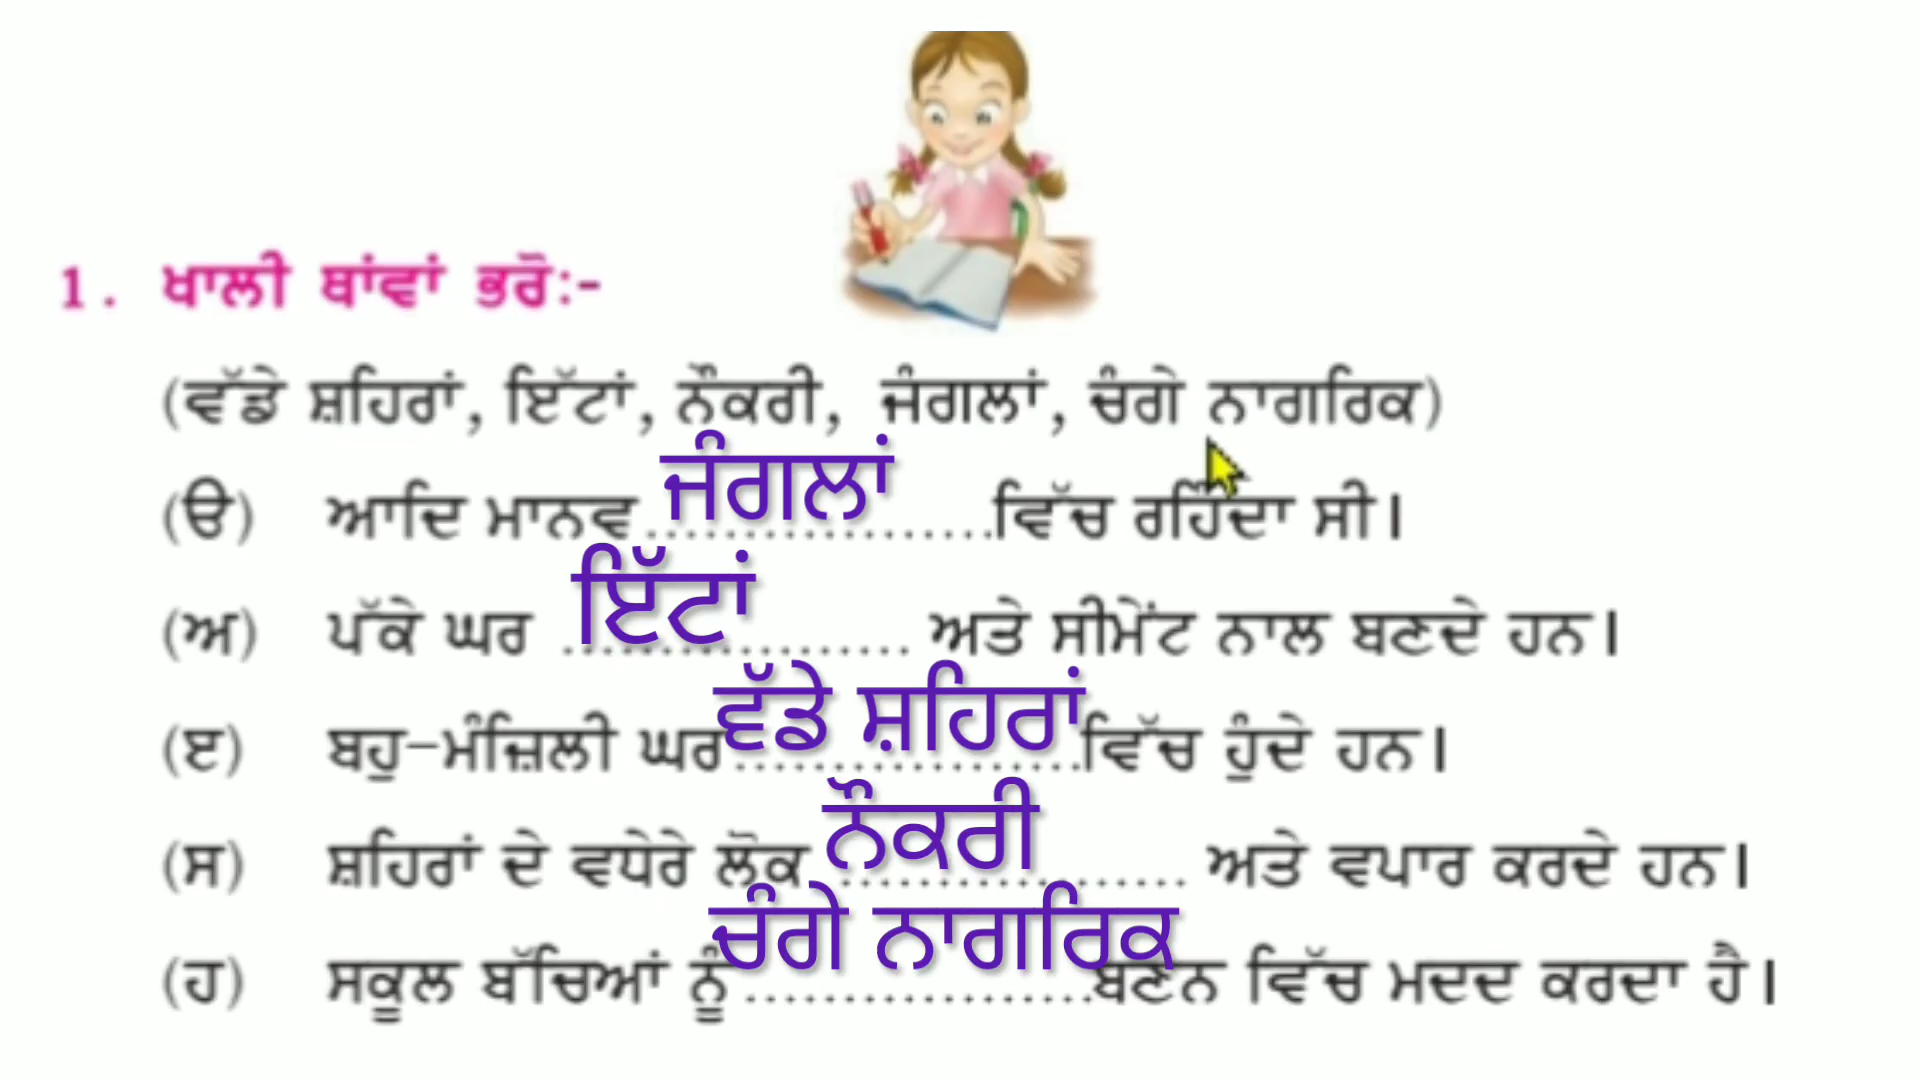 1. ਖਾਲੀ ਥਾਂਵਾਂ ਭਰੋ:-
(ਵੱਡੇ ਸ਼ਹਿਰਾਂ, ਇੱਟਾਂ, ਨੌਕਰੀ, ਜੰਗਲਾਂ, ਚੰਗੇ ਨਾਗਰਿਕ)
(ੳ) ਆਦਿ ਮਾਨਵ ਜੰਗਲਾਂ ..................ਵਿੱਚ ਰਹਿੰਦਾ ਸੀ।
(ਅ) ਪੱਕੇ ਘਰ ਇੱਟਾਂ .................. ਅਤੇ ਸੀਮੇਂਟ ਨਾਲ ਬਣਦੇ ਹਨ।
(ੲ) ਬਹੁ-ਮੰਜ਼ਿਲੀ ਘਰ ਵੱਡੇ ਸ਼ਹਿਰਾਂ ..................ਵਿੱਚ ਹੁੰਦੇ ਹਨ।
(ਸ) ਸ਼ਹਿਰਾਂ ਦੇ ਵਧੇਰੇ ਲੋਕ ਨੌਕਰੀ .................. ਅਤੇ ਵਪਾਰ ਕਰਦੇ ਹਨ।
(ਹ) ਸਕੂਲ ਬੱਚਿਆਂ ਨੂੰ ਚੰਗੇ ਨਾਗਰਿਕ ..................ਬਣਨ ਵਿੱਚ ਮਦਦ ਕਰਦਾ ਹੈ।